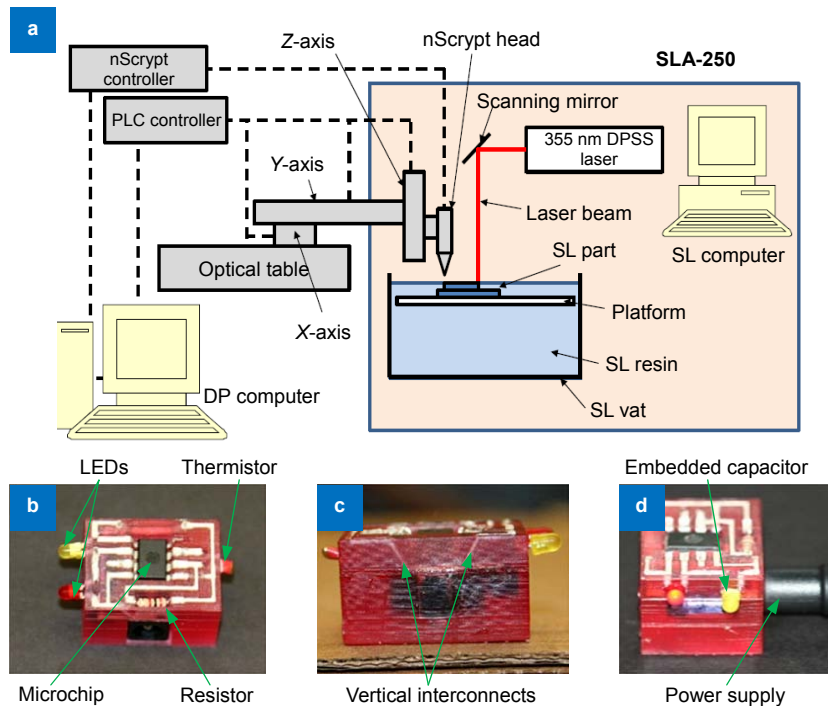 a
nScrypt
controller
PLC controller
Z-axis
nScrypt head
SLA-250
Scanning mirror
355 nm DPSS
laser
Y-axis
Laser beam
SL computer
Optical table
SL part
X-axis
Platform
SL resin
SL vat
DP computer
LEDs
Thermistor
Embedded capacitor
b
c
d
Microchip
Resistor
Vertical interconnects
Power supply